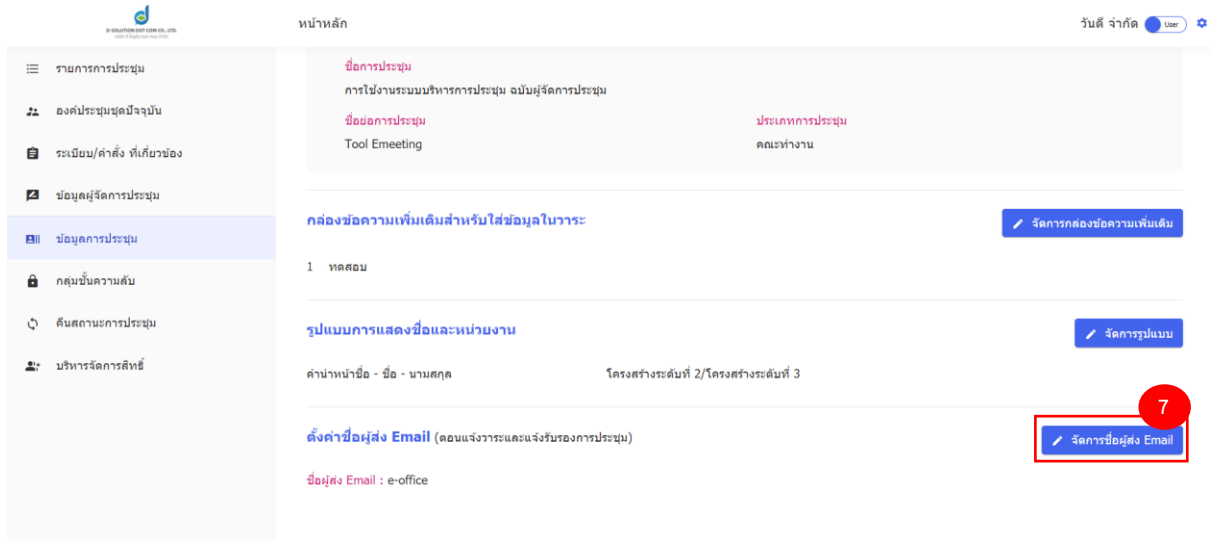 D-SOLUTION DOT COM CO., LTD.
หน้าหลัก
วันดี จำกัด
User
รายการการประชุม
องค์ประชุมชุดปัจจุบัน
ระเบียบ/คำสั่ง ที่เกี่ยวข้อง
ข้อมูลผู้จัดการประชุม
ข้อมูลการประชุม
กลุ่มชั้นความลับ
คืนสถานะการประชุม
บริหารจัดการสิทธิ์
ชื่อการประชุม
การใช้งานระบบบริหารการประชุม ฉบับผู้จัดการประชุม
ชื่อย่อการประชุม
ประเภทการประชุม
Tool Emeeting
คณะทำงาน
กล่องข้อความเพิ่มเติมสำหรับใส่ข้อมูลในวาระ
จัดการกล่องข้อความเพิ่มเติม
1 ทดสอบ
รูปแบบการแสดงชื่อและหน่วยงาน
จัดการรูปแบบ
คำนำหน้าชื่อ - ชื่อ - นามสกุล
โครงสร้างระดับที่ 2/โครงสร้างระดับที่ 3
7
ตั้งค่าชื่อผู้ส่ง Email (ตอนแจ้งวาระและแจ้งรับรองการประชุม)
จัดการชื่อผู้ส่ง Email
ชื่อผู้ส่ง Email : e-office